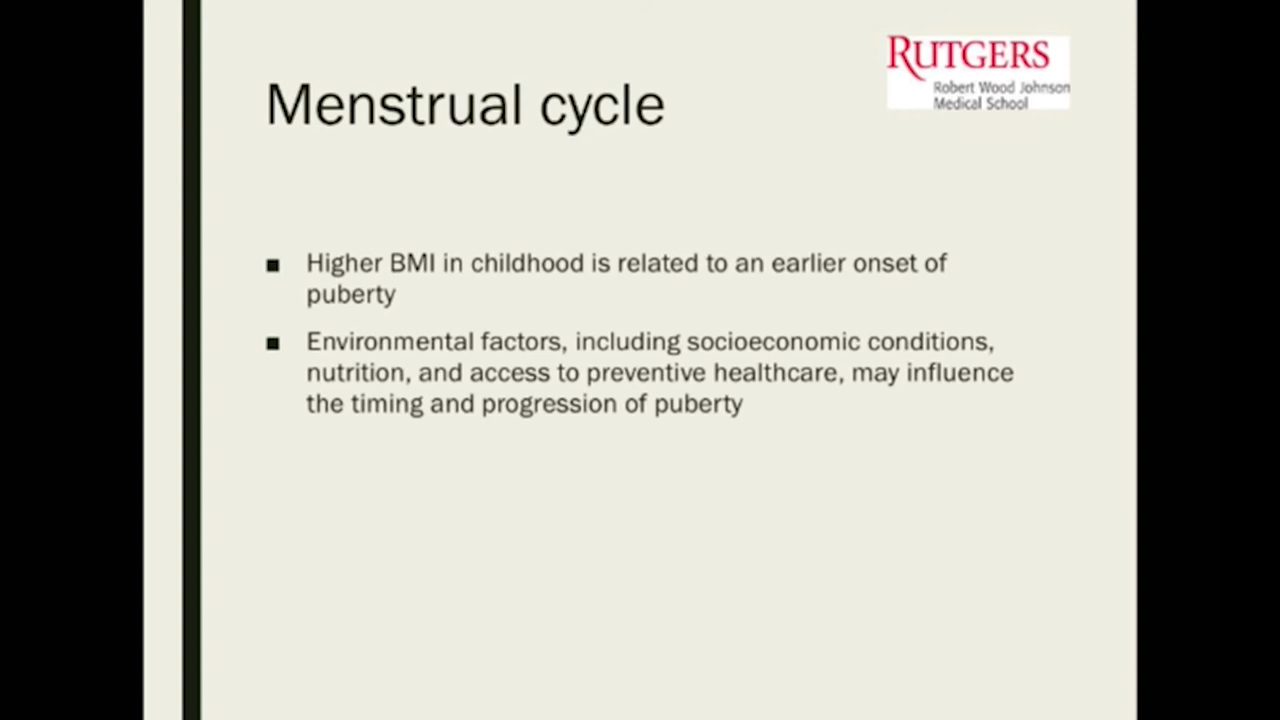 RUTGERS
Robert Wood Johnson
Medical School
Menstrual cycle
■ Higher BMI in childhood is related to an earlier onset of
puberty
■ Environmental factors, including socioeconomic conditions,
nutrition, and access to preventive healthcare, may influence
the timing and progression of puberty